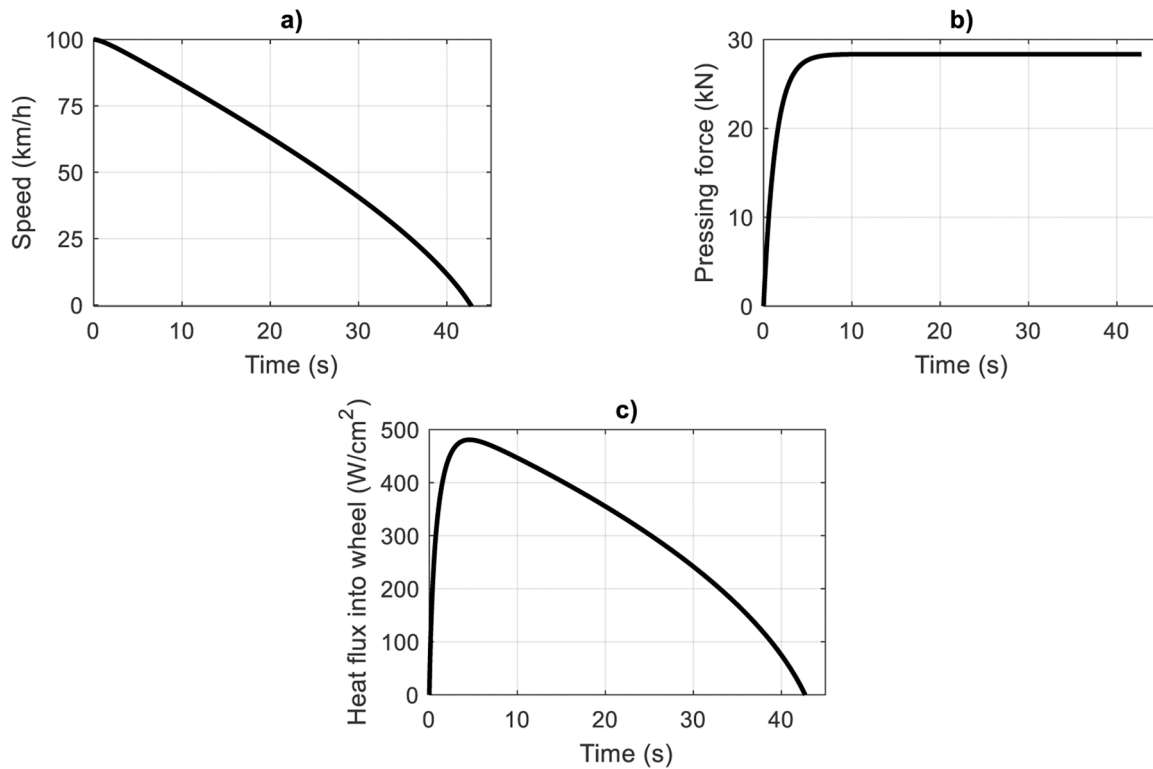 a)
Speed (km/h)
100
75
50
25
0
0 10 20 30 40
Time (s)
b)
Pressing force (kN)
30
20
10
0
0 10 20 30 40
Time (s)
c)
Heat flux into wheel (W/cm²)
500
400
300
200
100
0
0 10 20 30 40
Time (s)